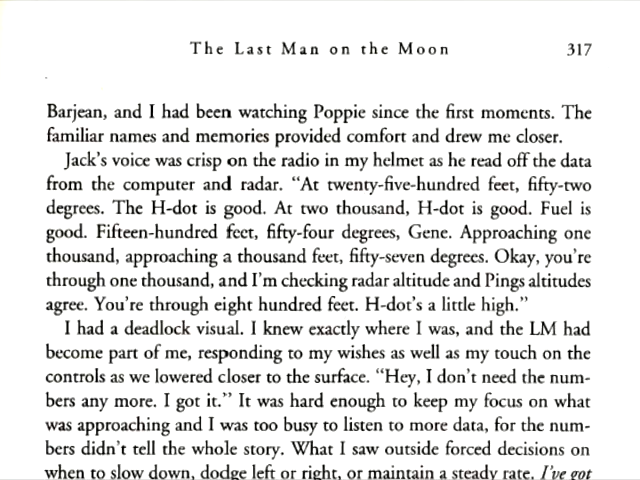 The Last Man on the Moon 317
Barjean, and I had been watching Poppie since the first moments. The
familiar names and memories provided comfort and drew me closer.
Jack's voice was crisp on the radio in my helmet as he read off the data
from the computer and radar. "At twenty-five-hundred feet, fifty-two
degrees. The H-dot is good. At two thousand, H-dot is good. Fuel is
good. Fifteen-hundred feet, fifty-four degrees, Gene. Approaching one
thousand, approaching a thousand feet, fifty-seven degrees. Okay, you're
through one thousand, and I'm checking radar altitude and Pings altitudes
agree. You're through eight hundred feet. H-dot's a little high."
I had a deadlock visual. I knew exactly where I was, and the LM had
become part of me, responding to my wishes as well as my touch on the
controls as we lowered closer to the surface. "Hey, I don't need the num-
bers any more. I got it." It was hard enough to keep my focus on what
was approaching and I was too busy to listen to more data, for the num-
bers didn't tell the whole story. What I saw outside forced decisions on
when to slow down, dodge left or right, or maintain a steady rate. I've got